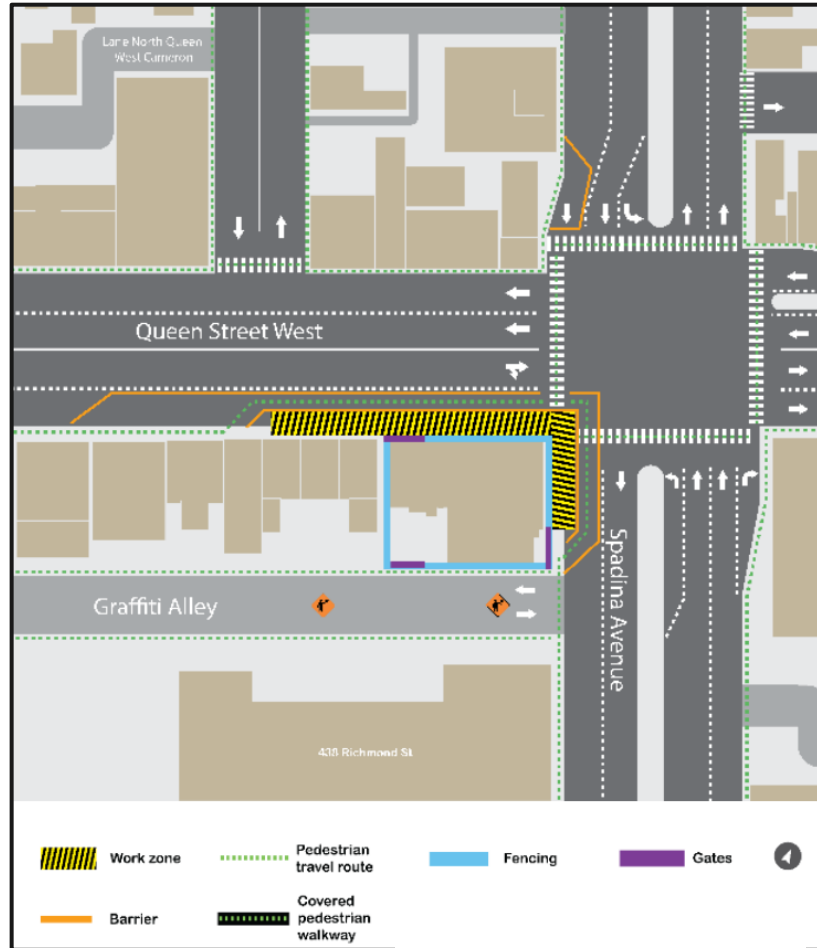 Lane North Queen
West Cameron
Queen Street West
Spadina Avenue
Graffiti Alley
438 Richmond St.
Work zone
Pedestrian
travel route
Fencing
Gates
Barrier
Covered
pedestrian
walkway